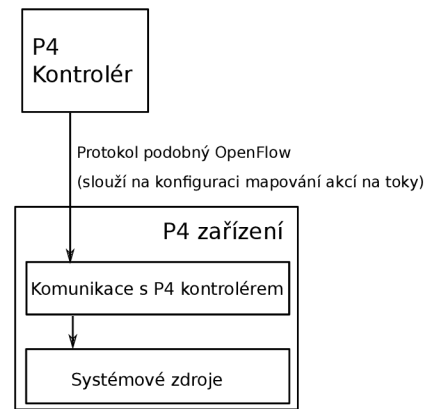 P4
Kontrolér
Protokol podobný OpenFlow
(slouží na konfiguraci mapování akcí na toky)
P4 zařízení
Komunikace s P4 kontrolérem
Systémové zdroje